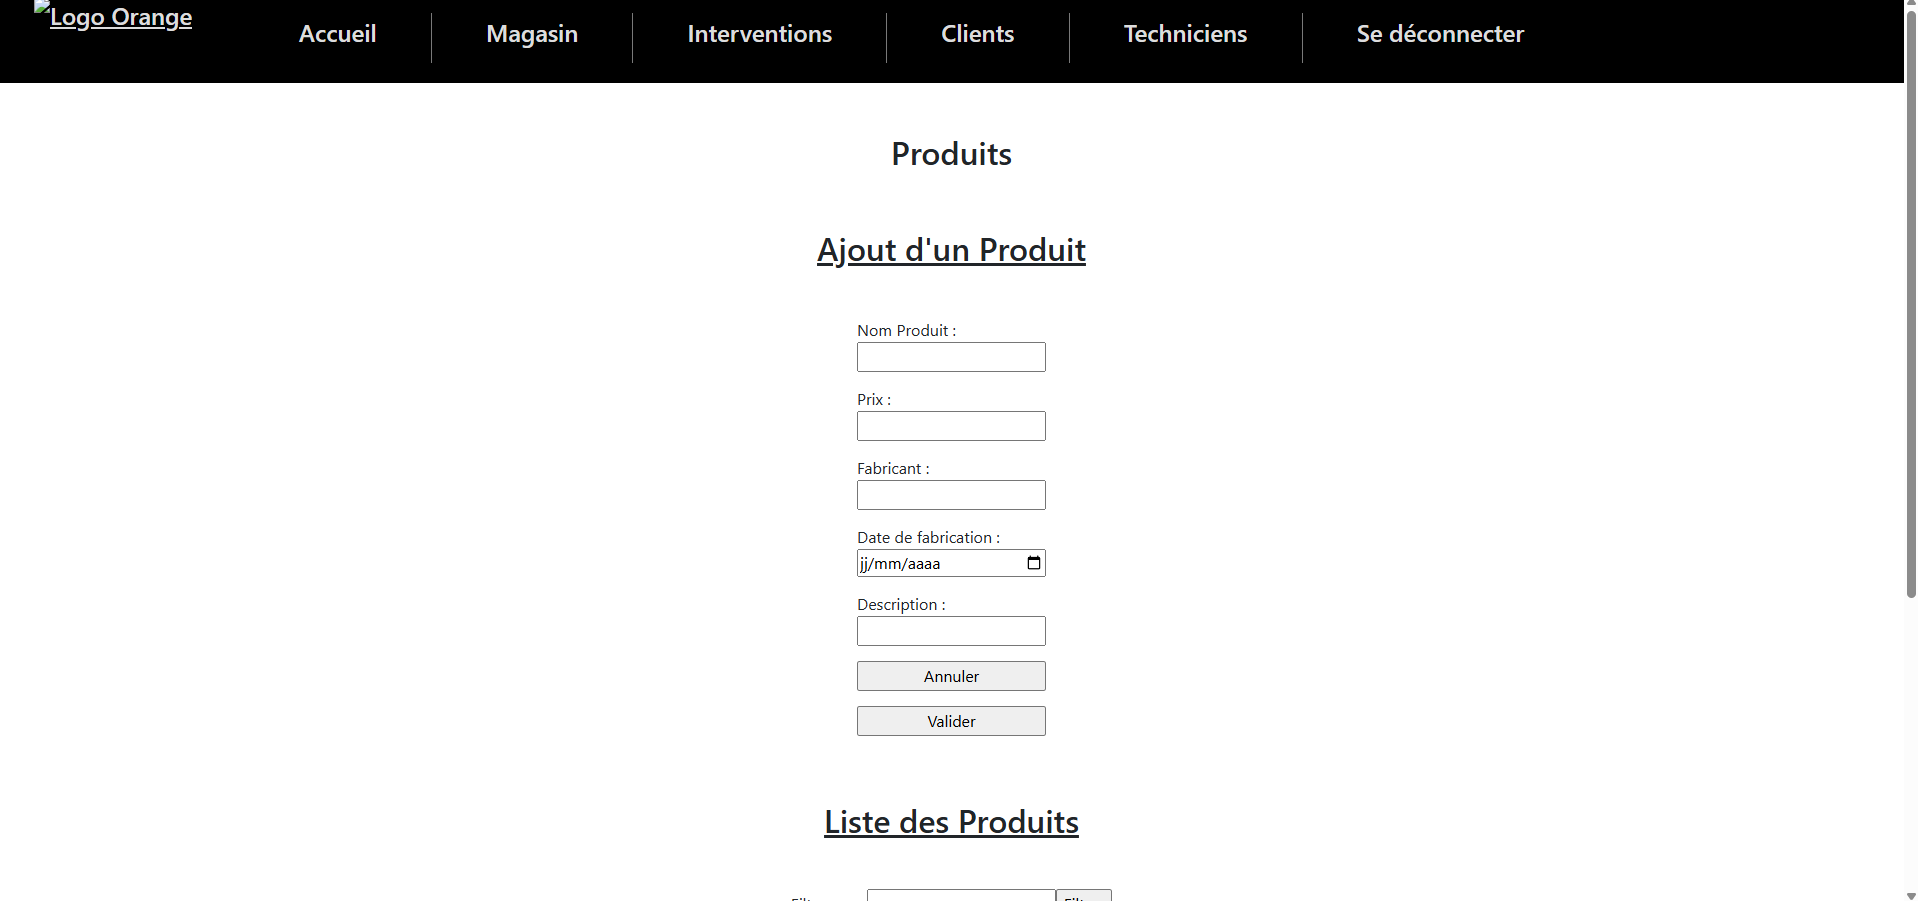 Logo Orange
Accueil
Magasin
Interventions
Clients
Techniciens
Se déconnecter
Produits
Ajout d'un Produit
Nom Produit :
Prix :
Fabricant :
Date de fabrication :
jj/mm/aaaa
Description :
Annuler
Valider
Liste des Produits